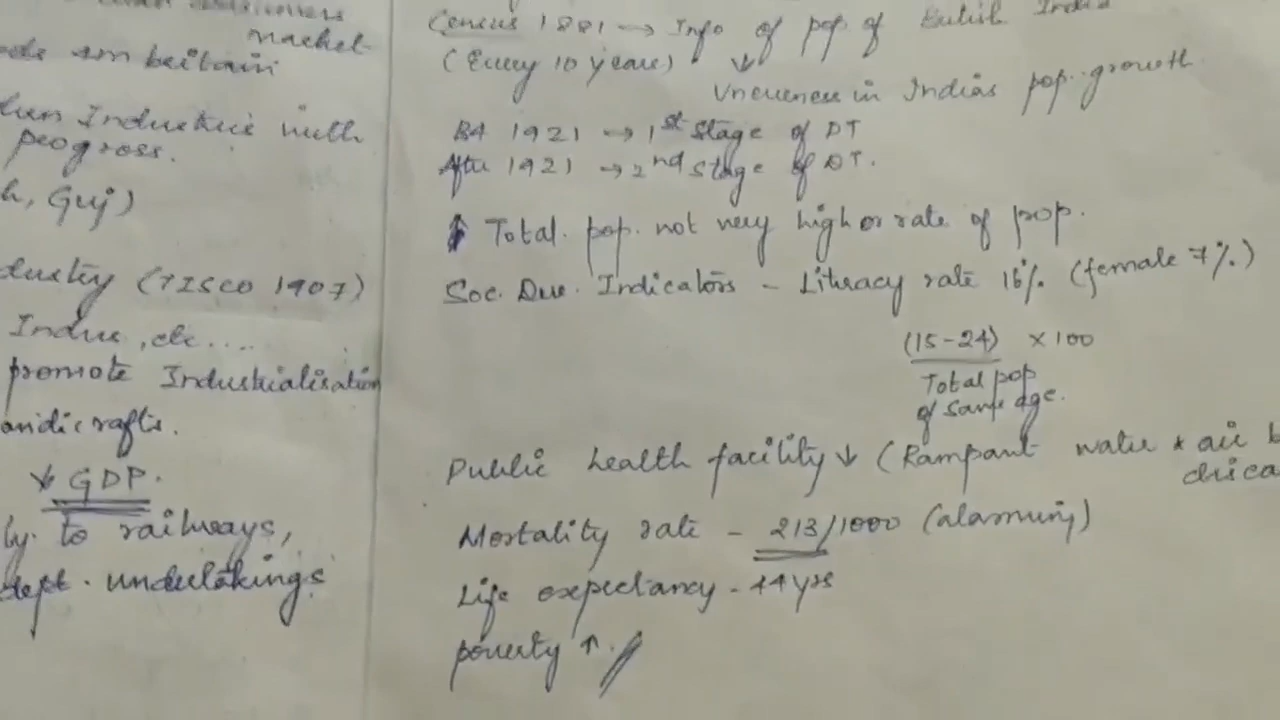 market
in britain
Industries with
progress.
Guj)
(TISCO 1907)
Indus, etc....
promote Industrialisation
handicrafts.
↓ GDP.
to railways,
dept. undertakings
Census 1881 → Info of pop of British India
(Every 10 years) ↓
Uneveness in India's pop. growth
B4 1921 → 1st stage of DT
After 1921 → 2nd stage of DT.
Total. pop. not very high or rate of pop.
Soc. Dev. Indicators - Literacy rate 16% (female 7%)
(15-24) × 100
Total pop
of same age.
Public health facility ↓ (Rampant water & air
Mortality rate - 213/1000 (alarming)
Life expectancy - 44 yrs
poverty ↑.